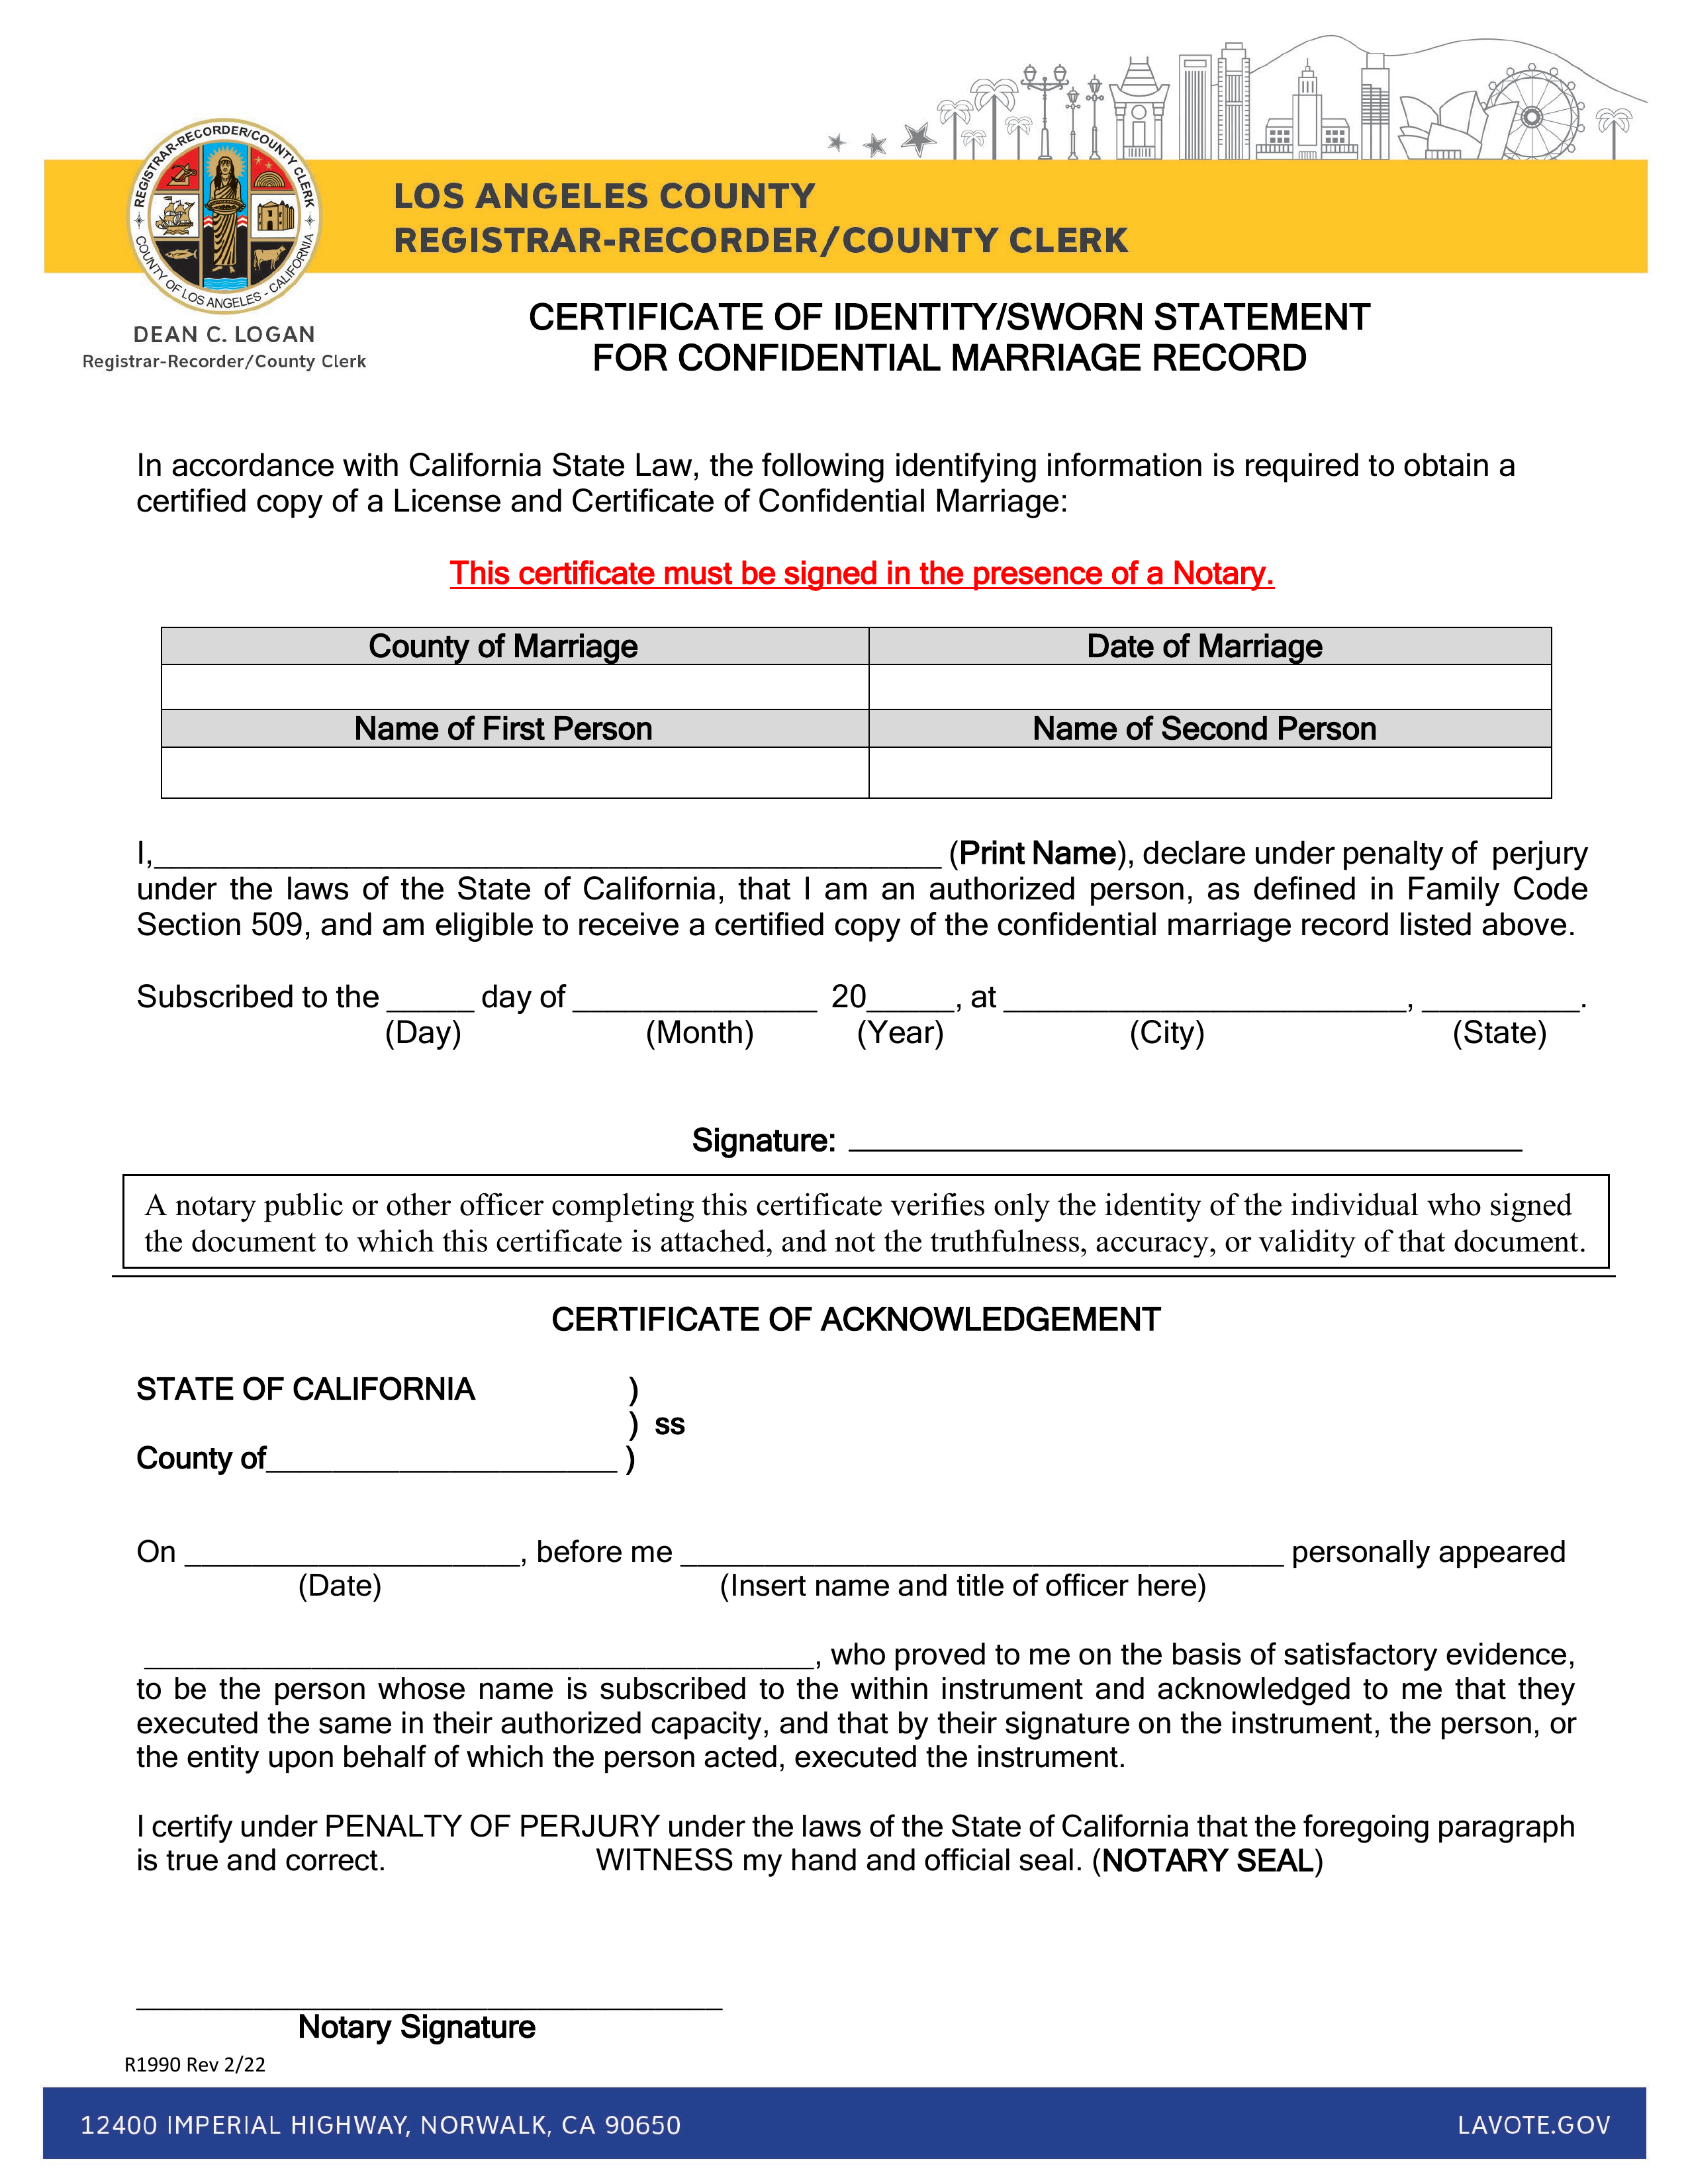 REGISTRAR-RECORDER/COUNTY CLERK
COUNTY OF LOS ANGELES - CALIFORNIA
LOS ANGELES COUNTY
REGISTRAR-RECORDER/COUNTY CLERK
DEAN C. LOGAN
Registrar-Recorder/County Clerk
CERTIFICATE OF IDENTITY/SWORN STATEMENT
FOR CONFIDENTIAL MARRIAGE RECORD
In accordance with California State Law, the following identifying information is required to obtain a
certified copy of a License and Certificate of Confidential Marriage:
This certificate must be signed in the presence of a Notary.
County of Marriage Date of Marriage
Name of First Person Name of Second Person
I,_____________________________________________ (Print Name), declare under penalty of perjury
under the laws of the State of California, that I am an authorized person, as defined in Family Code
Section 509, and am eligible to receive a certified copy of the confidential marriage record listed above.
Subscribed to the _____ day of ______________ 20_____, at _______________________, _________.
(Day) (Month) (Year) (City) (State)
Signature: ______________________________________
A notary public or other officer completing this certificate verifies only the identity of the individual who signed
the document to which this certificate is attached, and not the truthfulness, accuracy, or validity of that document.
CERTIFICATE OF ACKNOWLEDGEMENT
STATE OF CALIFORNIA )
) ss
County of_____________________ )
On ____________________, before me ____________________________________ personally appeared
(Date) (Insert name and title of officer here)
________________________________________, who proved to me on the basis of satisfactory evidence,
to be the person whose name is subscribed to the within instrument and acknowledged to me that they
executed the same in their authorized capacity, and that by their signature on the instrument, the person, or
the entity upon behalf of which the person acted, executed the instrument.
I certify under PENALTY OF PERJURY under the laws of the State of California that the foregoing paragraph
is true and correct. WITNESS my hand and official seal. (NOTARY SEAL)
___________________________________
Notary Signature
R1990 Rev 2/22
12400 IMPERIAL HIGHWAY, NORWALK, CA 90650 LAVOTE.GOV